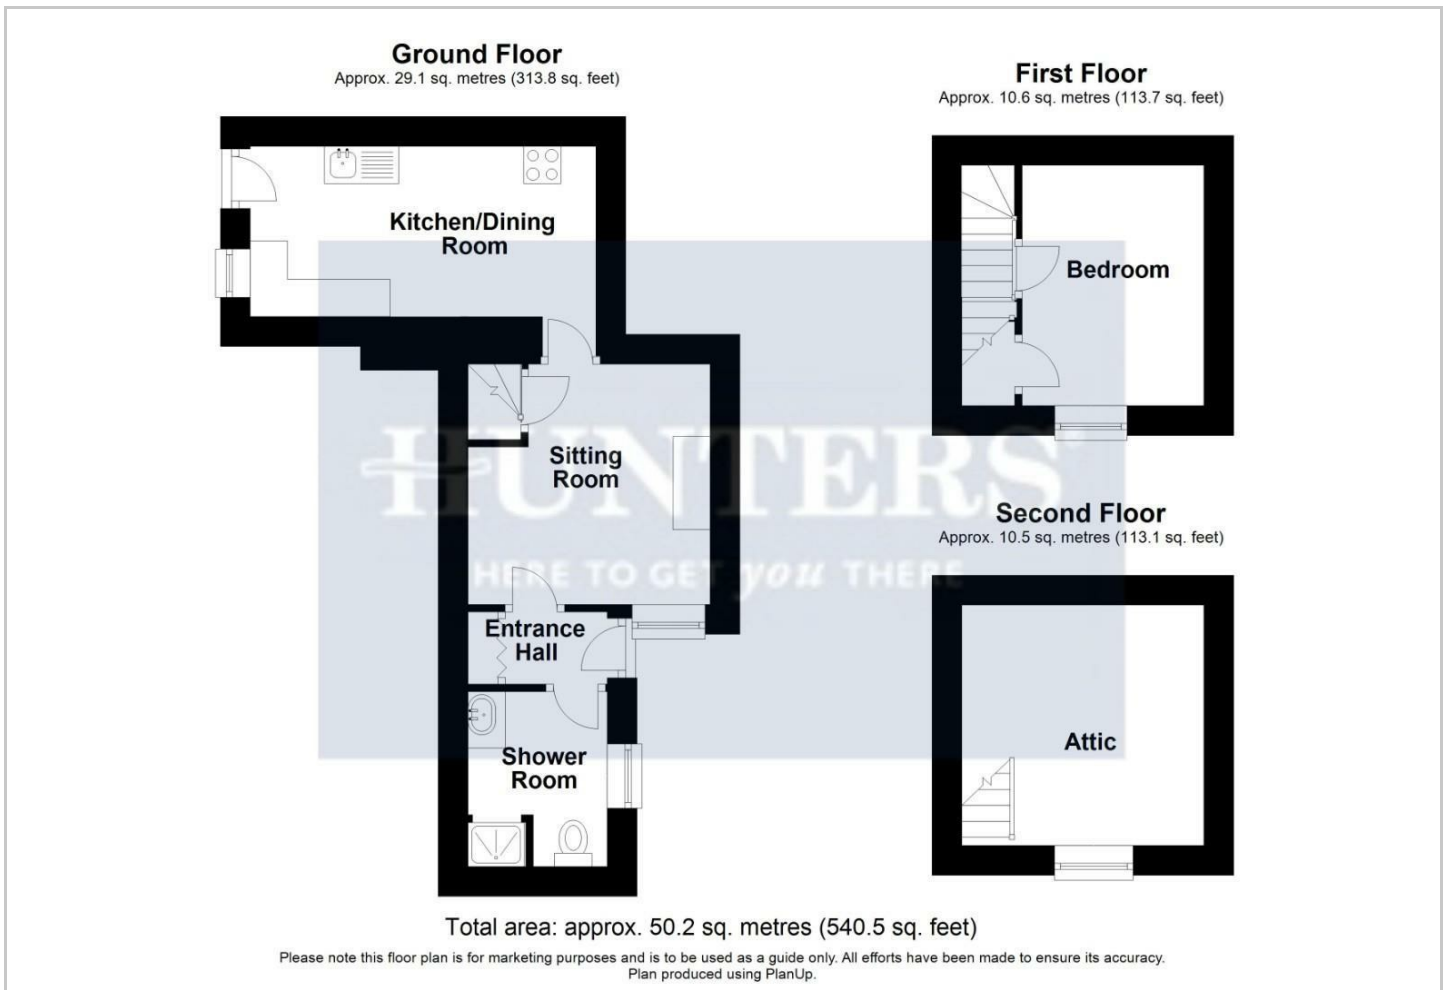 Ground Floor
Approx. 29.1 sq. metres (313.8 sq. feet)
Kitchen/Dining
Room
Sitting
Room
Entrance
Hall
Shower
Room
First Floor
Approx. 10.6 sq. metres (113.7 sq. feet)
Bedroom
Second Floor
Approx. 10.5 sq. metres (113.1 sq. feet)
Attic
HUNTERS®
HERE TO GET you THERE
Total area: approx. 50.2 sq. metres (540.5 sq. feet)
Please note this floor plan is for marketing purposes and is to be used as a guide only. All efforts have been made to ensure its accuracy.
Plan produced using PlanUp.